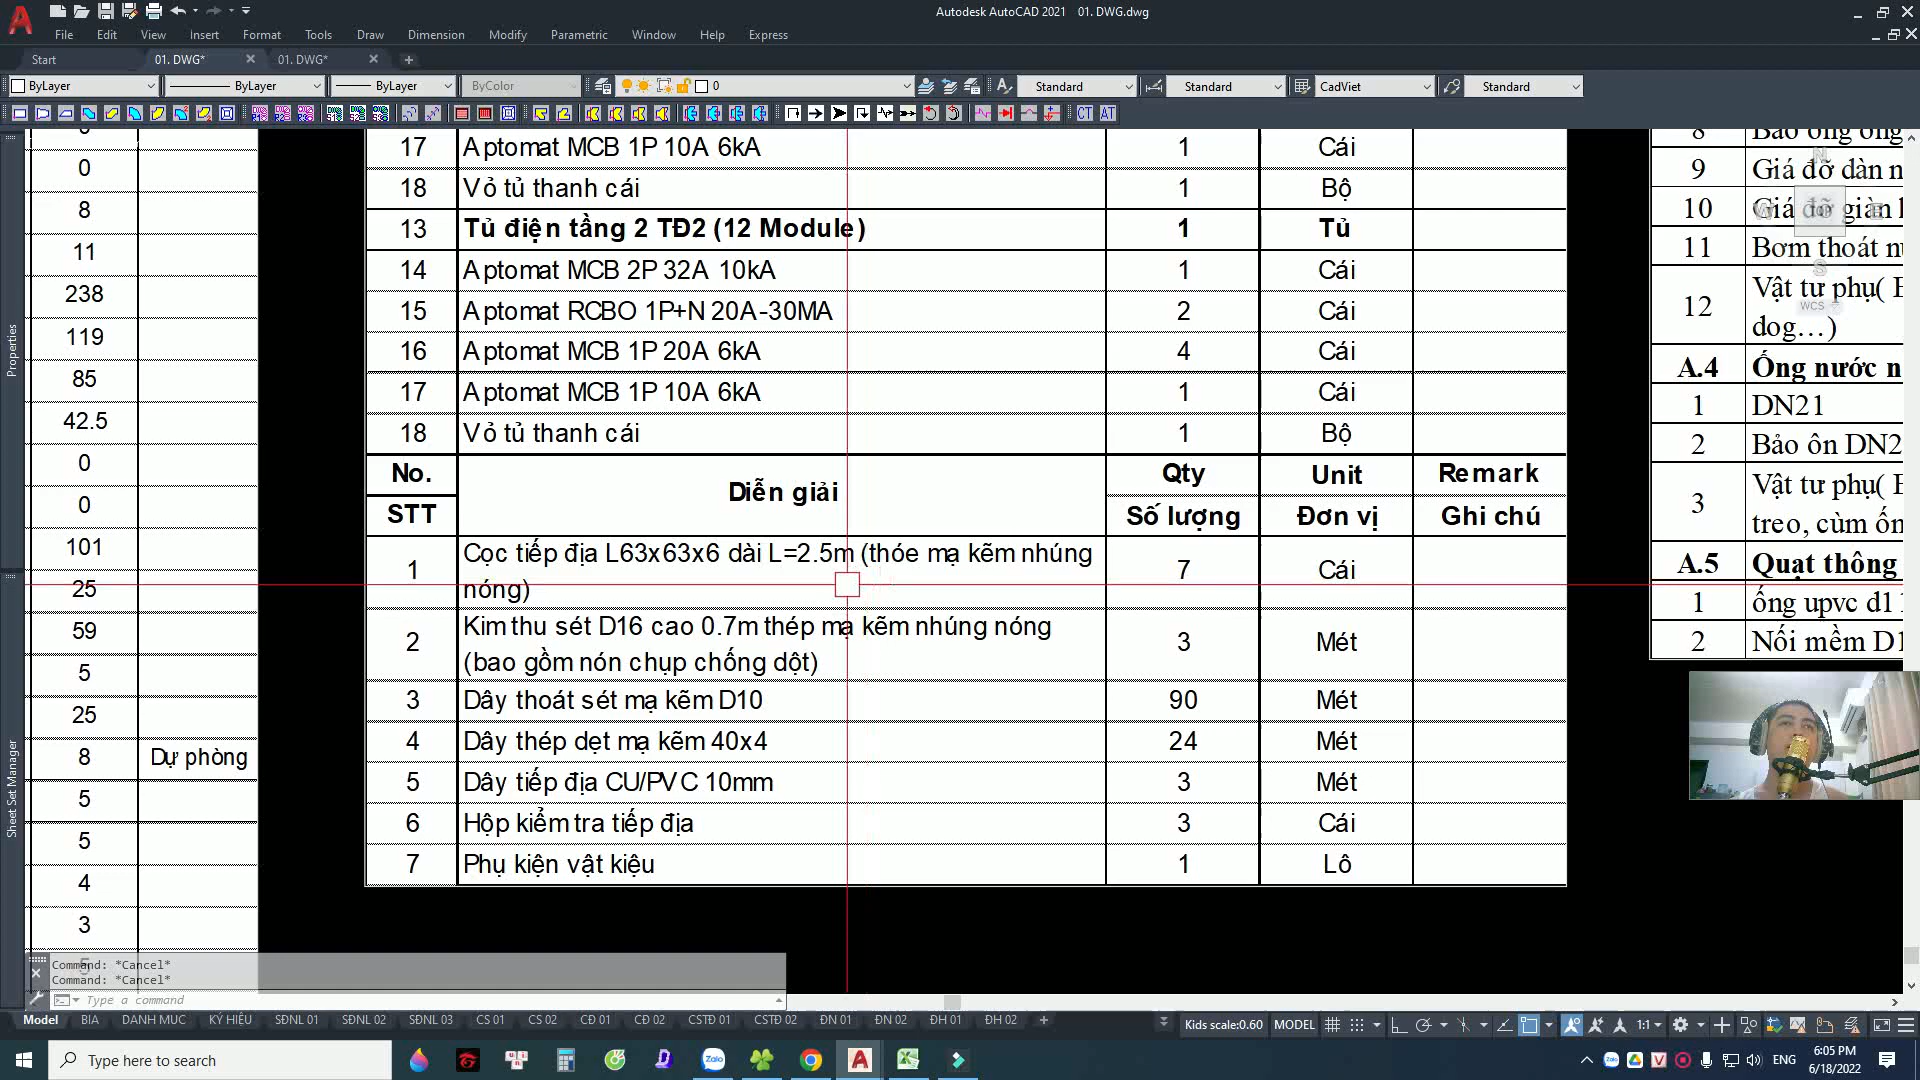 Autodesk AutoCAD 2021 01. DWG.dwg
File Edit View Insert Format Tools Draw Dimension Modify Parametric Window Help Express
Start 01. DWG* 01. DWG*
ByLayer ByLayer ByLayer ByColor 0 Standard Standard CadViet Standard
CT AT
17 Aptomat MCB 1P 10A 6kA 1 Cái
18 Vỏ tủ thanh cái 1 Bộ
13 Tủ điện tầng 2 TĐ2 (12 Module) 1 Tủ
14 Aptomat MCB 2P 32A 10kA 1 Cái
15 Aptomat RCBO 1P+N 20A-30MA 2 Cái
16 Aptomat MCB 1P 20A 6kA 4 Cái
17 Aptomat MCB 1P 10A 6kA 1 Cái
18 Vỏ tủ thanh cái 1 Bộ
No. Diễn giải Qty Unit Remark
STT Số lượng Đơn vị Ghi chú
1 Cọc tiếp địa L63x63x6 dài L=2.5m (thóe mạ kẽm nhúng
nóng) 7 Cái
2 Kim thu sét D16 cao 0.7m thép mạ kẽm nhúng nóng
(bao gồm nón chụp chống dột) 3 Mét
3 Dây thoát sét mạ kẽm D10 90 Mét
4 Dây thép dẹt mạ kẽm 40x4 24 Mét
5 Dây tiếp địa CU/PVC 10mm 3 Mét
6 Hộp kiểm tra tiếp địa 3 Cái
7 Phụ kiện vật kiệu 1 Lô
0
8
11
238
119
85
42.5
0
0
101
25
59
5
25
8 Dự phòng
5
5
4
3
5
8 Bảo ông ông
9 Giá đỡ dàn n
10 Giá đỡ giàn
11 Bơm thoát n
12 Vật tư phụ(
dog…)
A.4 Ống nước n
1 DN21
2 Bảo ôn DN2
3 Vật tư phụ(
treo, cùm ốn
A.5 Quạt thông
1 ống upvc d1
2 Nối mềm D1
N
W TOP E
S
WCS
Properties
Sheet Set Manager
Command: *Cancel*
Command: *Cancel*
Type a command
Model BIA DANH MUC KÝ HIỆU SĐNL 01 SĐNL 02 SĐNL 03 CS 01 CS 02 CĐ 01 CĐ 02 CSTĐ 01 CSTĐ 02 ĐN 01 ĐN 02 ĐH 01 ĐH 02
Kids scale:0.60 MODEL 1:1
Type here to search
Zalo
ENG
6:05 PM
6/18/2022